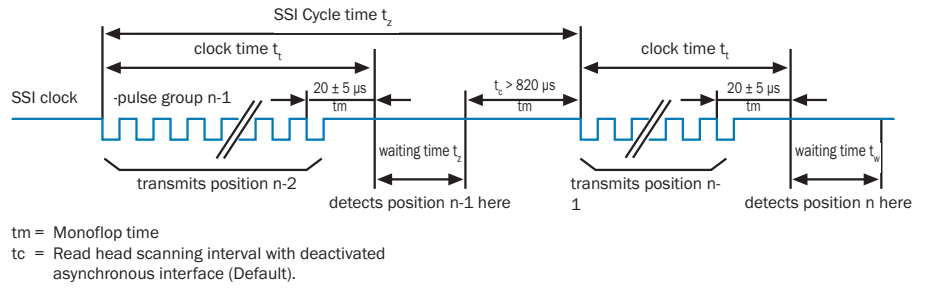 SSI Cycle time tz
clock time tt
clock time tt
SSI clock
-pulse group n-1
20 ± 5 µs
tm
tc > 820 µs
tm
20 ± 5 µs
tm
waiting time tz
waiting time tw
transmits position n-2
transmits position n-
1
detects position n-1 here
detects position n here
tm = Monoflop time
tc = Read head scanning interval with deactivated
asynchronous interface (Default).